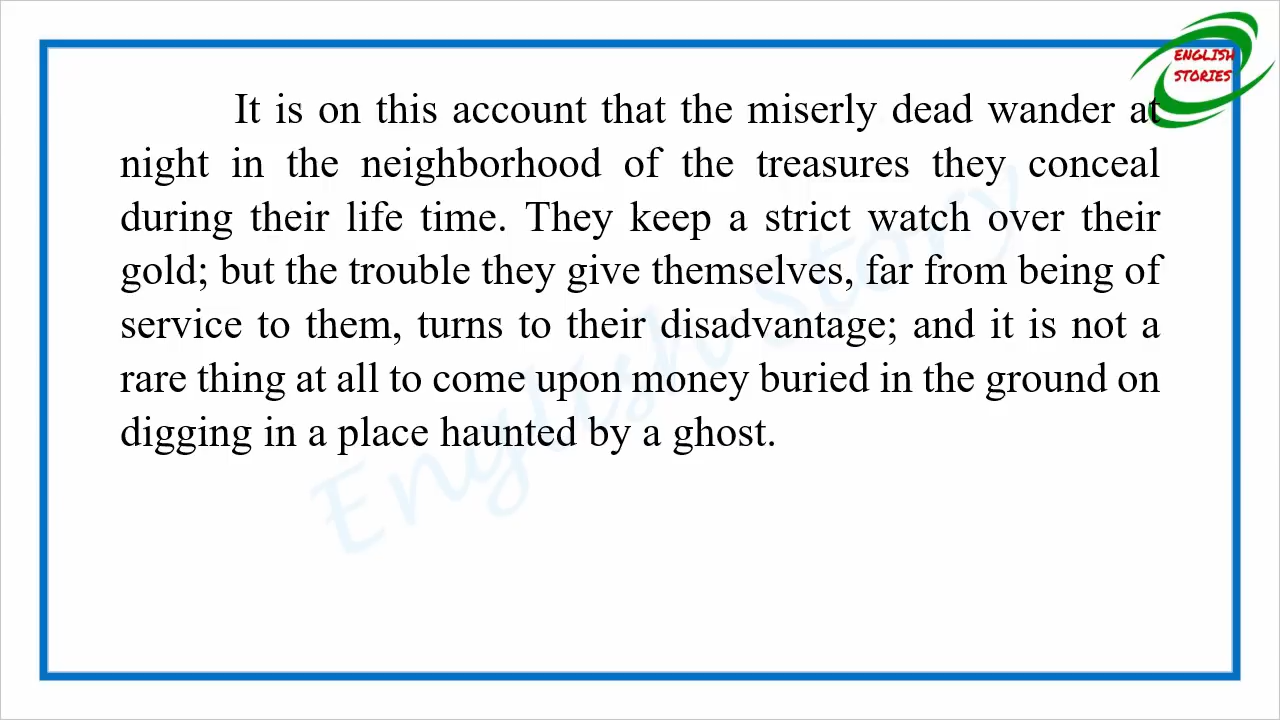 ENGLISH
STORIES
It is on this account that the miserly dead wander at
night in the neighborhood of the treasures they conceal
during their life time. They keep a strict watch over their
gold; but the trouble they give themselves, far from being of
service to them, turns to their disadvantage; and it is not a
rare thing at all to come upon money buried in the ground on
digging in a place haunted by a ghost.
English Story